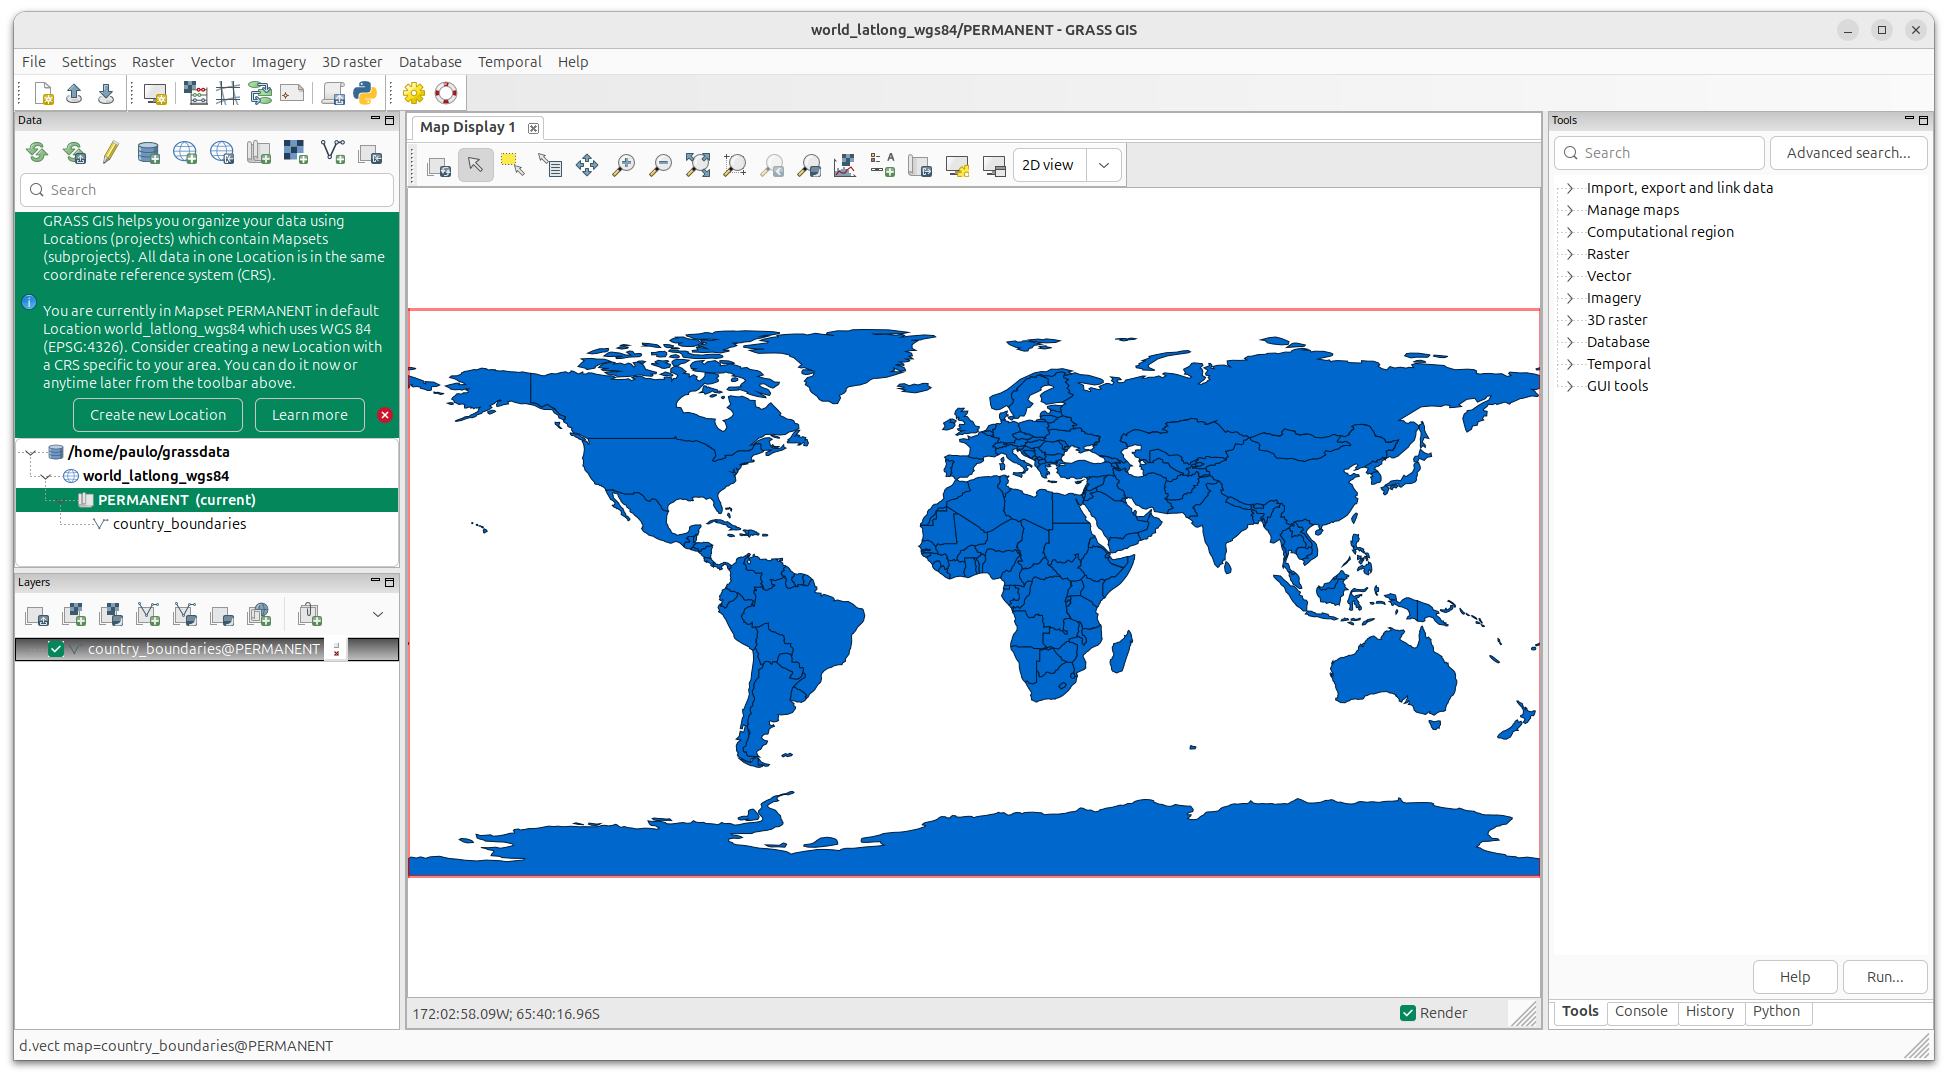 world_latlong_wgs84/PERMANENT - GRASS GIS
File Settings Raster Vector Imagery 3D raster Database Temporal Help
Data
Search
GRASS GIS helps you organize your data using
Locations (projects) which contain Mapsets
(subprojects). All data in one Location is in the same
coordinate reference system (CRS).
You are currently in Mapset PERMANENT in default
Location world_latlong_wgs84 which uses WGS 84
(EPSG:4326). Consider creating a new Location with
a CRS specific to your area. You can do it now or
anytime later from the toolbar above.
Create new Location Learn more
/home/paulo/grassdata
world_latlong_wgs84
PERMANENT (current)
country_boundaries
Layers
country_boundaries@PERMANENT
Map Display 1
2D view
172:02:58.09W; 65:40:16.96S
Render
Tools
Search
Advanced search...
Import, export and link data
Manage maps
Computational region
Raster
Vector
Imagery
3D raster
Database
Temporal
GUI tools
Help Run...
Tools Console History Python
d.vect map=country_boundaries@PERMANENT